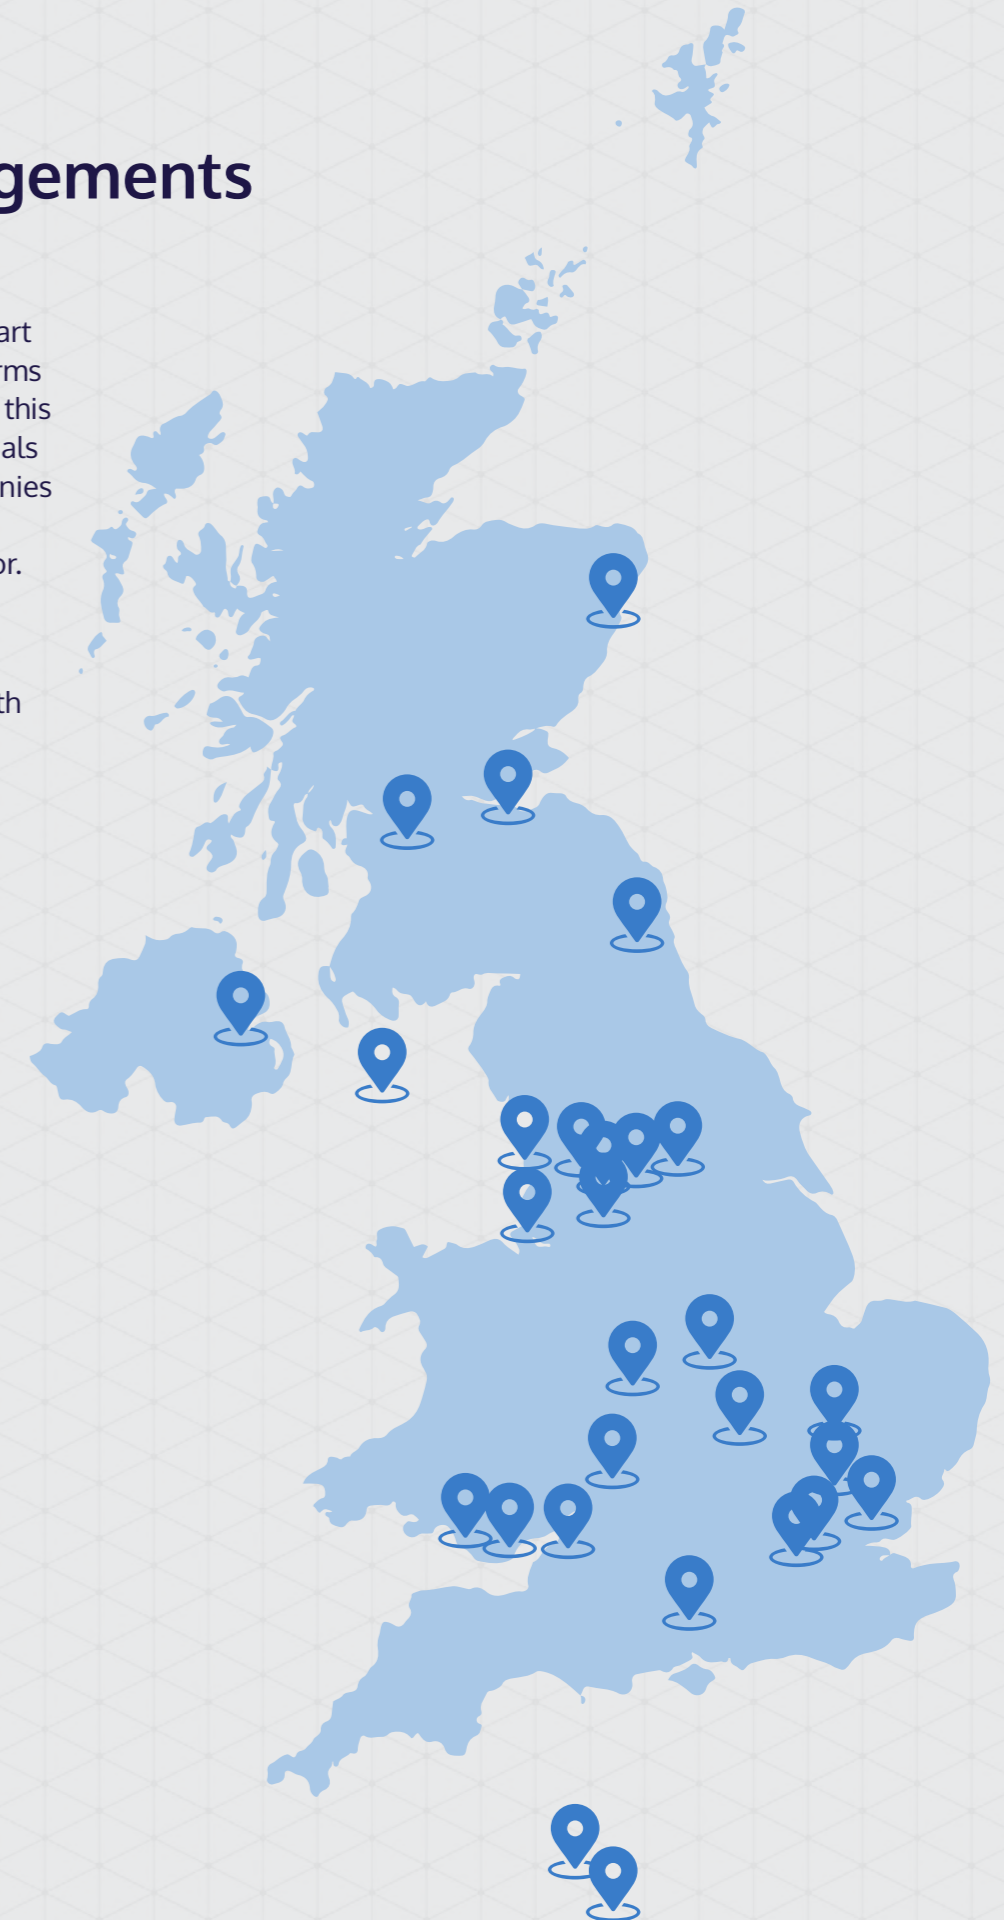 gements
art
rms
this
als
nies
or.
th